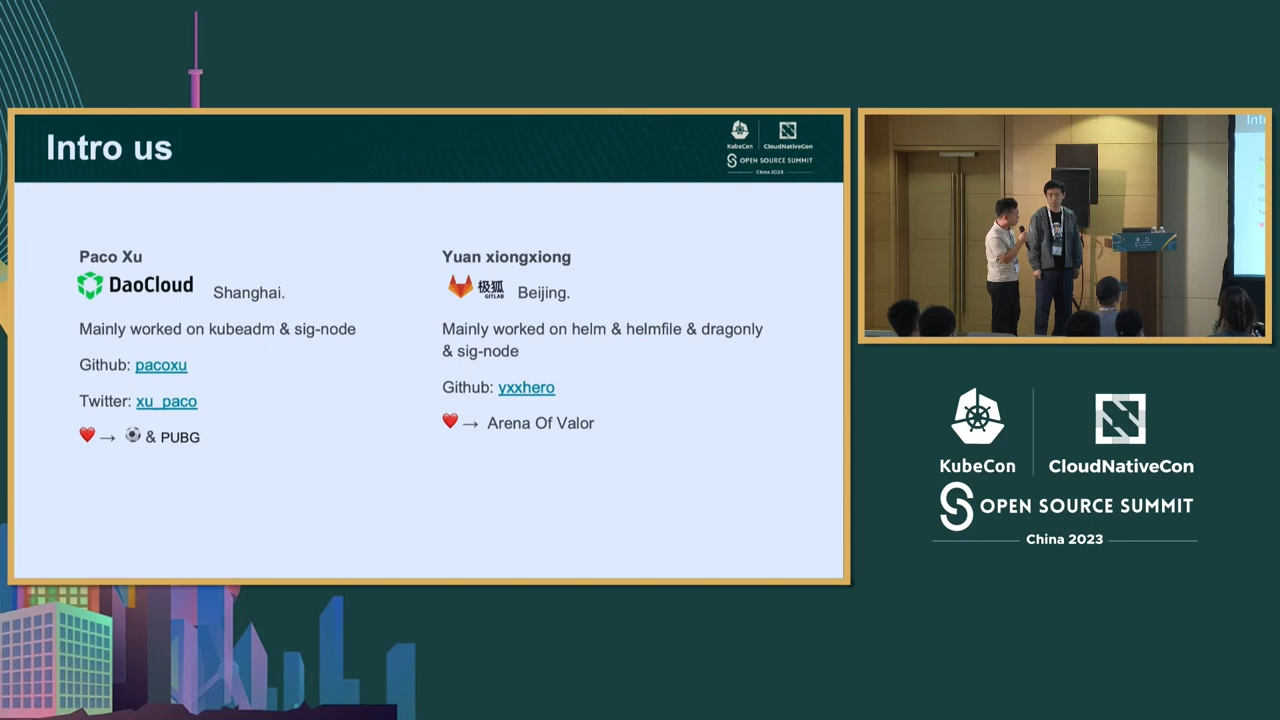 Intro us
KubeCon
CloudNativeCon
OPEN SOURCE SUMMIT
China 2023
Paco Xu
DaoCloud
Shanghai.
Mainly worked on kubeadm & sig-node
Github: pacoxu
Twitter: xu_paco
❤️→ ⚽ & PUBG
Yuan xiongxiong
极狐
GITLAB
Beijing.
Mainly worked on helm & helmfile & dragonly
& sig-node
Github: yxxhero
❤️→ Arena Of Valor
KubeCon
CloudNativeCon
OPEN SOURCE SUMMIT
China 2023